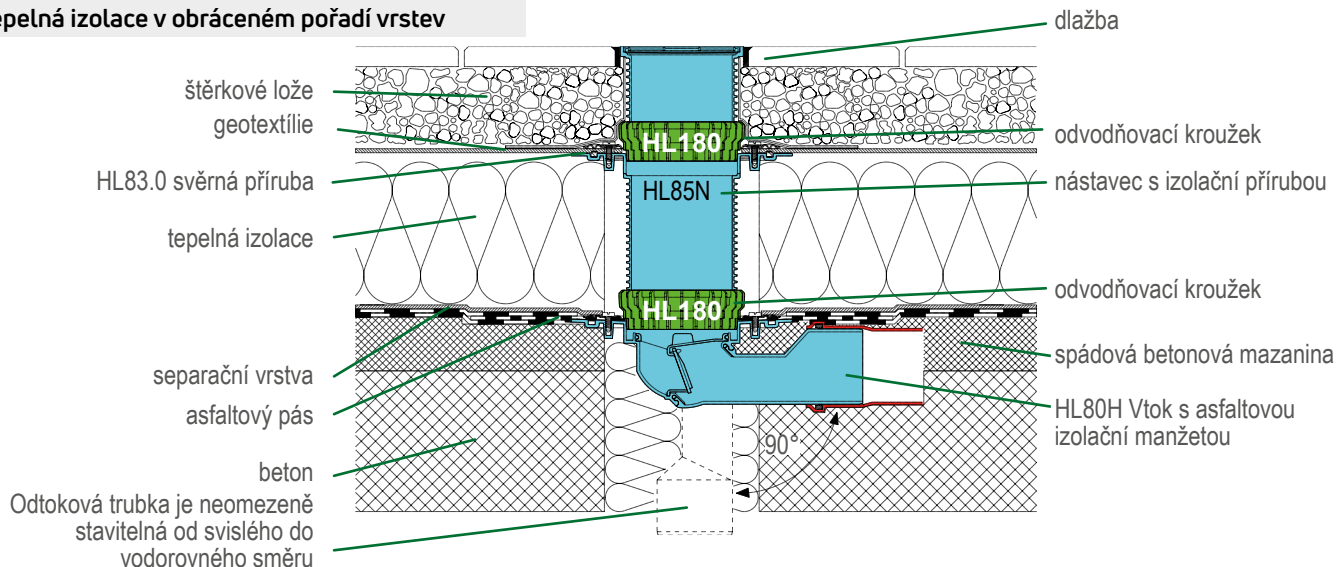 epelná izolace v obráceném pořadí vrstev
dlažba
štěrkové lože
geotextílie
HL83.0 svěrná příruba
tepelná izolace
separační vrstva
asfaltový pás
beton
Odtoková trubka je neomezeně
stavitelná od svislého do
vodorovného směru
HL180
HL85N
HL180
90°
odvodňovací kroužek
nástavec s izolační přírubou
odvodňovací kroužek
spádová betonová mazanina
HL80H Vtok s asfaltovou
izolační manžetou